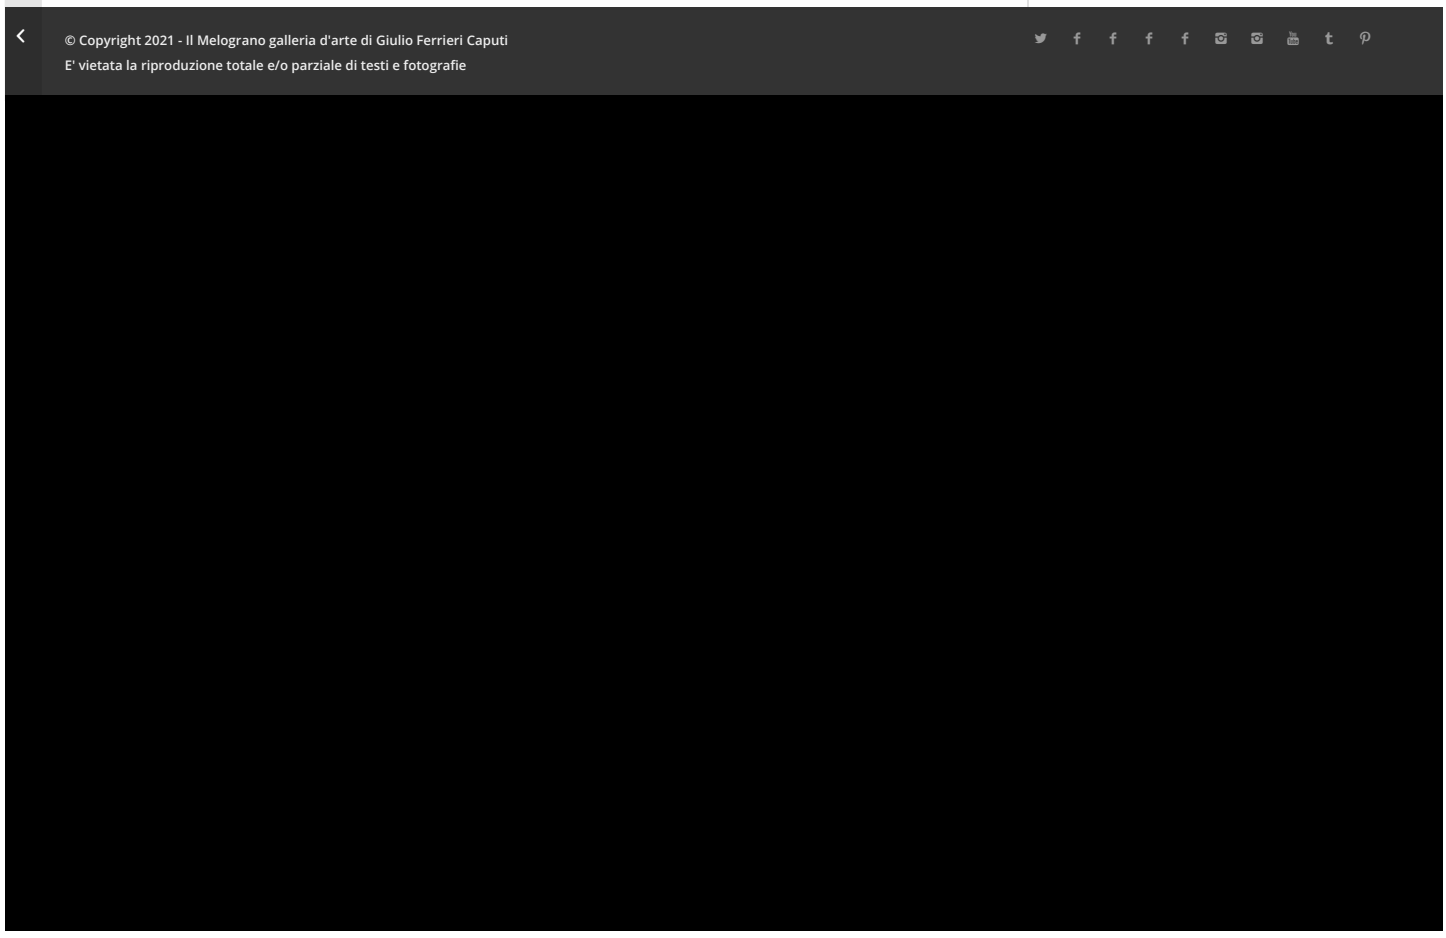 © Copyright 2021 - Il Melograno galleria d'arte di Giulio Ferrieri Caputi
E' vietata la riproduzione totale e/o parziale di testi e fotografie